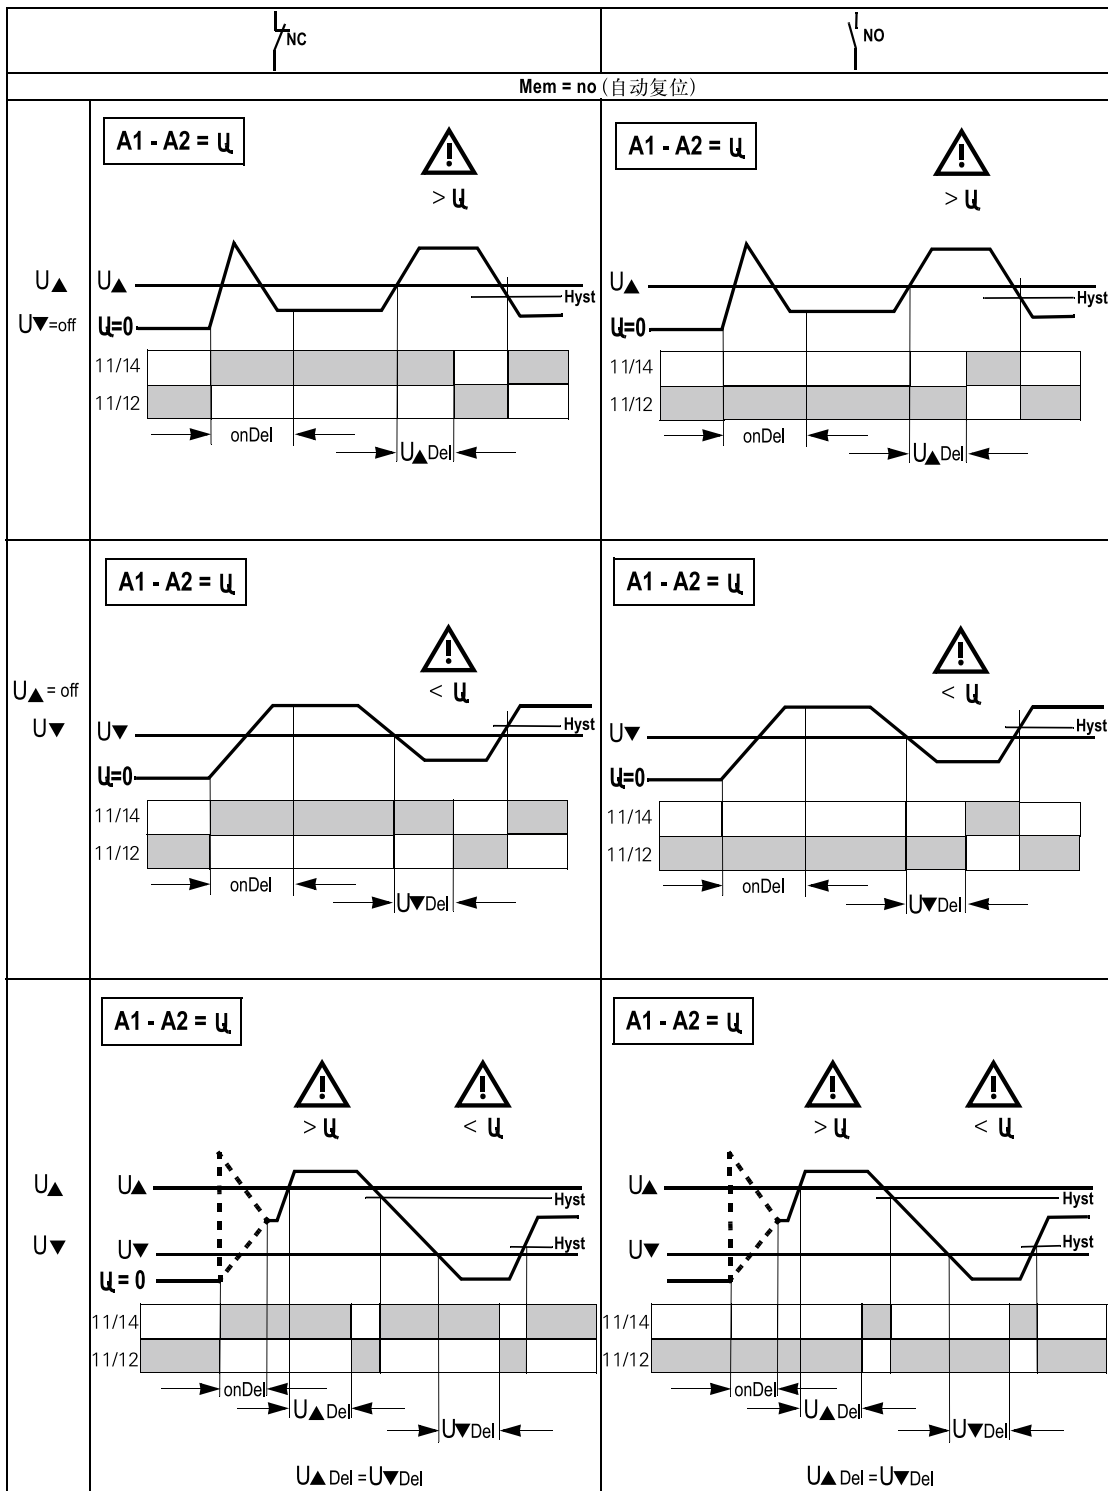 NC
NO
Mem = no (自动复位)
U▲
U▼=off
A1 - A2 = U
> U
U▲
Hyst
U=0
11/14
11/12
onDel
U▲Del
A1 - A2 = U
> U
U▲
Hyst
U=0
11/14
11/12
onDel
U▲Del
U▲ = off
U▼
A1 - A2 = U
< U
U▼
Hyst
U=0
11/14
11/12
onDel
U▼Del
A1 - A2 = U
< U
U▼
Hyst
U=0
11/14
11/12
onDel
U▼Del
U▲
U▼
A1 - A2 = U
> U
< U
U▲
Hyst
U▼
Hyst
U = 0
11/14
11/12
onDel
U▲Del
U▼Del
U▲ Del =U▼Del
A1 - A2 = U
> U
< U
U▲
Hyst
U▼
Hyst
11/14
11/12
onDel
U▲Del
U▼Del
U▲ Del =U▼Del